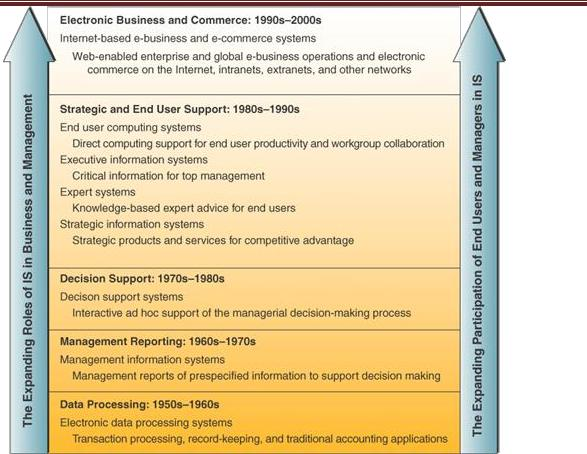 The Expanding Roles of IS in Business and Management
Electronic Business and Commerce: 1990s–2000s
Internet-based e-business and e-commerce systems
Web-enabled enterprise and global e-business operations and electronic
commerce on the Internet, intranets, extranets, and other networks
Strategic and End User Support: 1980s–1990s
End user computing systems
Direct computing support for end user productivity and workgroup collaboration
Executive information systems
Critical information for top management
Expert systems
Knowledge-based expert advice for end users
Strategic information systems
Strategic products and services for competitive advantage
Decision Support: 1970s–1980s
Decison support systems
Interactive ad hoc support of the managerial decision-making process
Management Reporting: 1960s–1970s
Management information systems
Management reports of prespecified information to support decision making
Data Processing: 1950s–1960s
Electronic data processing systems
Transaction processing, record-keeping, and traditional accounting applications
The Expanding Participation of End Users and Managers in IS